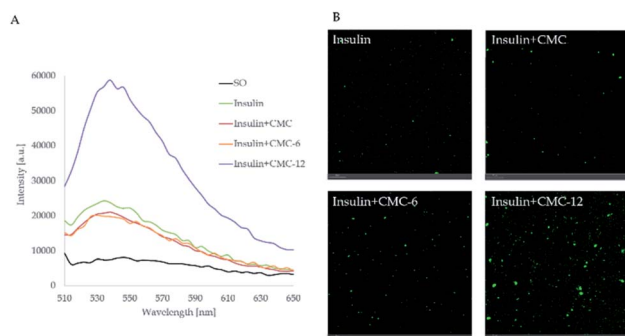 A
B
60000
50000
40000
30000
20000
10000
0
Intensity [a.u.]
510 530 550 570 590 610 630 650
Wavelength [nm]
SO
Insulin
Insulin+CMC
Insulin+CMC-6
Insulin+CMC-12
Insulin
Insulin+CMC
Insulin+CMC-6
Insulin+CMC-12